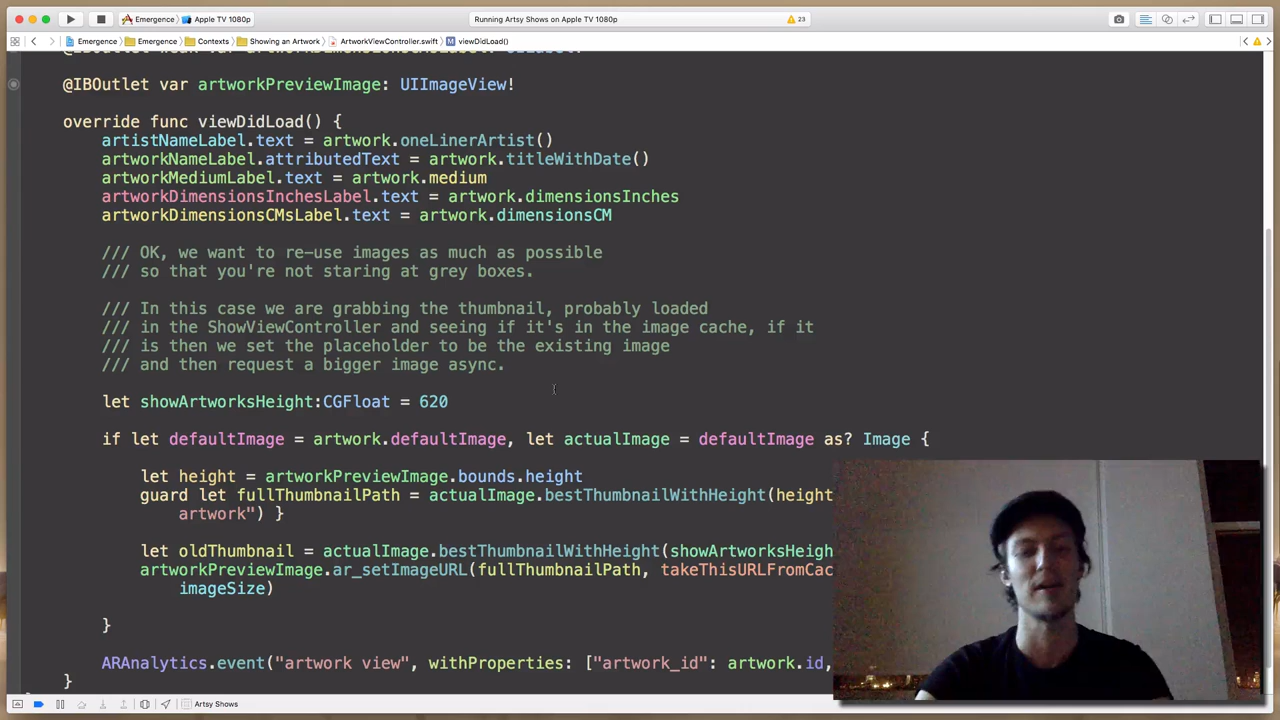 Emergence Apple TV 1080p Running Artsy Shows on Apple TV 1080p 23
Emergence Emergence Contexts Showing an Artwork ArtworkViewController.swift viewDidLoad()
@IBOutlet var artworkPreviewImage: UIImageView!
override func viewDidLoad() {
artistNameLabel.text = artwork.oneLinerArtist()
artworkNameLabel.attributedText = artwork.titleWithDate()
artworkMediumLabel.text = artwork.medium
artworkDimensionsInchesLabel.text = artwork.dimensionsInches
artworkDimensionsCMsLabel.text = artwork.dimensionsCM
/// OK, we want to re-use images as much as possible
/// so that you're not staring at grey boxes.
/// In this case we are grabbing the thumbnail, probably loaded
/// in the ShowViewController and seeing if it's in the image cache, if it
/// is then we set the placeholder to be the existing image
/// and then request a bigger image async.
let showArtworksHeight:CGFloat = 620
if let defaultImage = artwork.defaultImage, let actualImage = defaultImage as? Image {
let height = artworkPreviewImage.bounds.height
guard let fullThumbnailPath = actualImage.bestThumbnailWithHeight(height
artwork") }
let oldThumbnail = actualImage.bestThumbnailWithHeight(showArtworksHeigh
artworkPreviewImage.ar_setImageURL(fullThumbnailPath, takeThisURLFromCac
imageSize)
}
ARAnalytics.event("artwork view", withProperties: ["artwork_id": artwork.id,
}
Artsy Shows